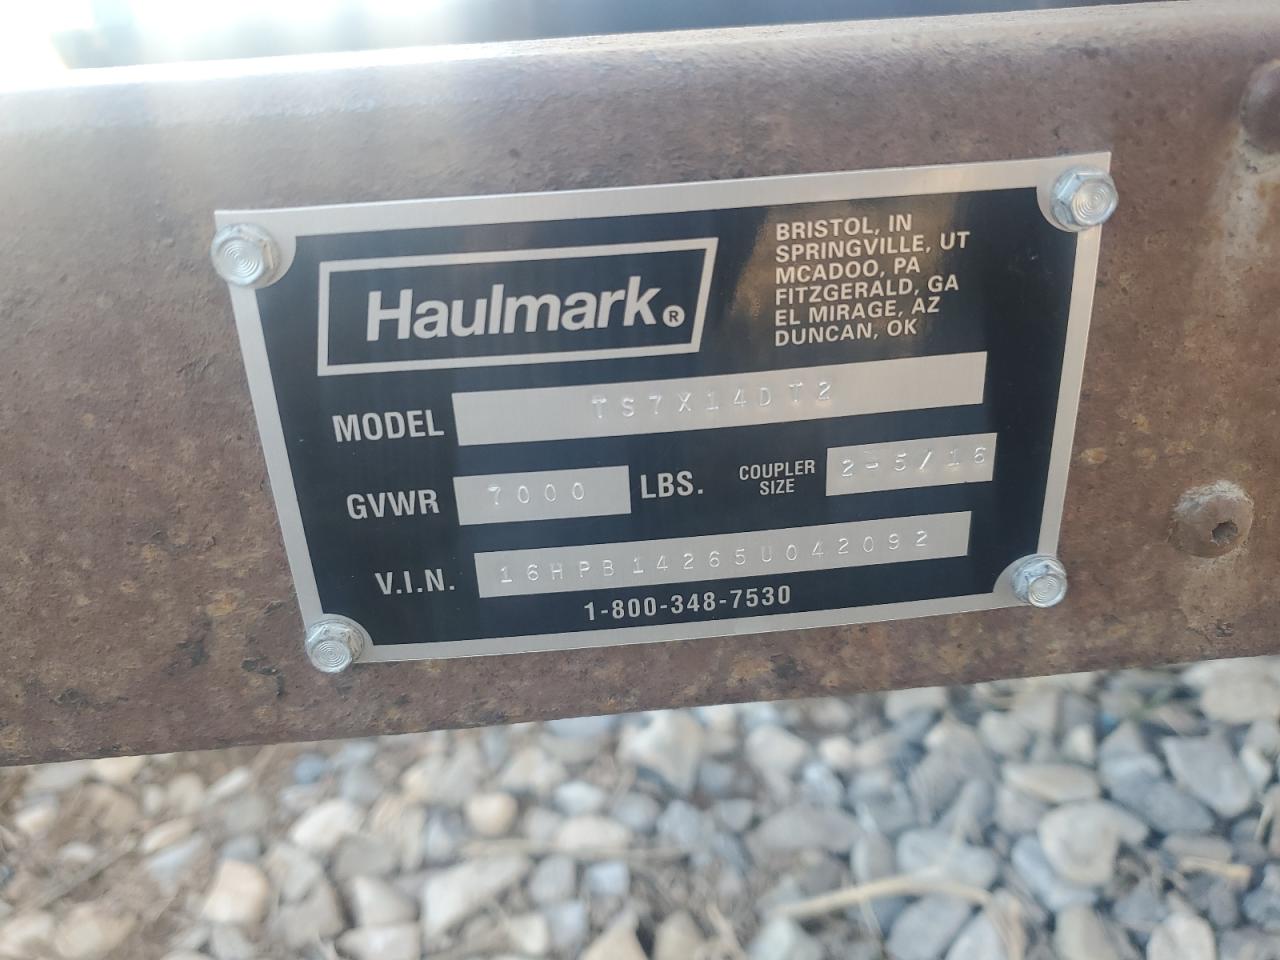 Haulmark®
BRISTOL, IN
SPRINGVILLE, UT
MCADOO, PA
FITZGERALD, GA
EL MIRAGE, AZ
DUNCAN, OK
MODEL TS7X14DT2
GVWR 7000 LBS. COUPLER SIZE 2-5/16
V.I.N. 16HPB14265U042092
1-800-348-7530